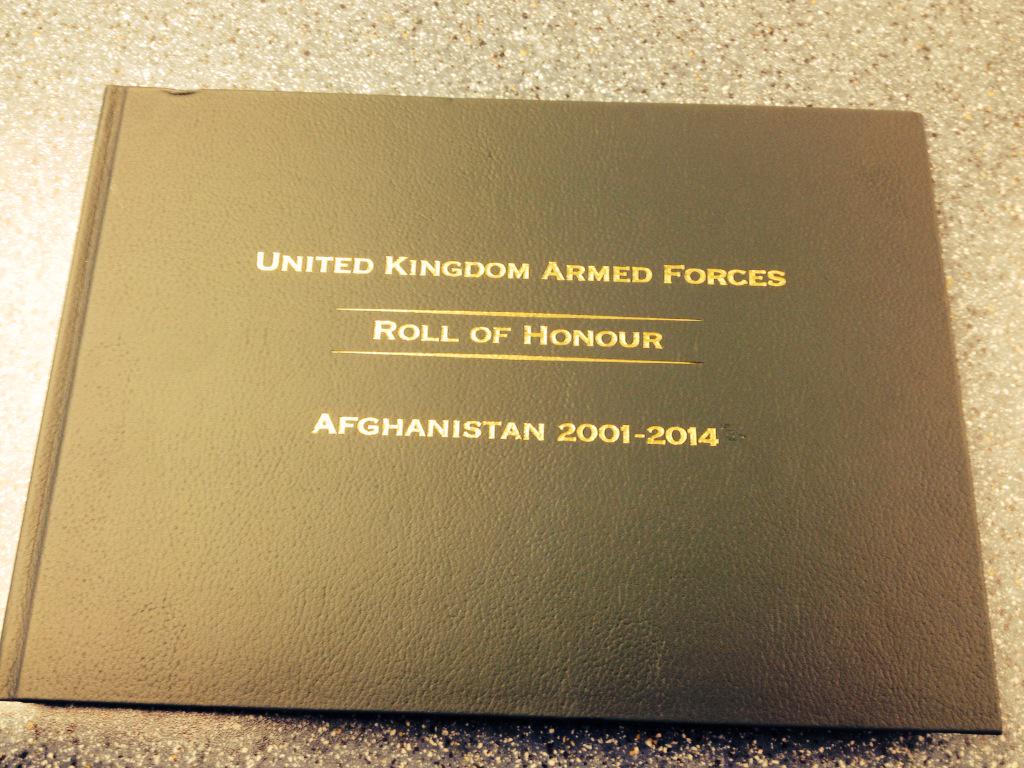 United Kingdom Armed Forces
Roll of Honour
Afghanistan 2001-2014